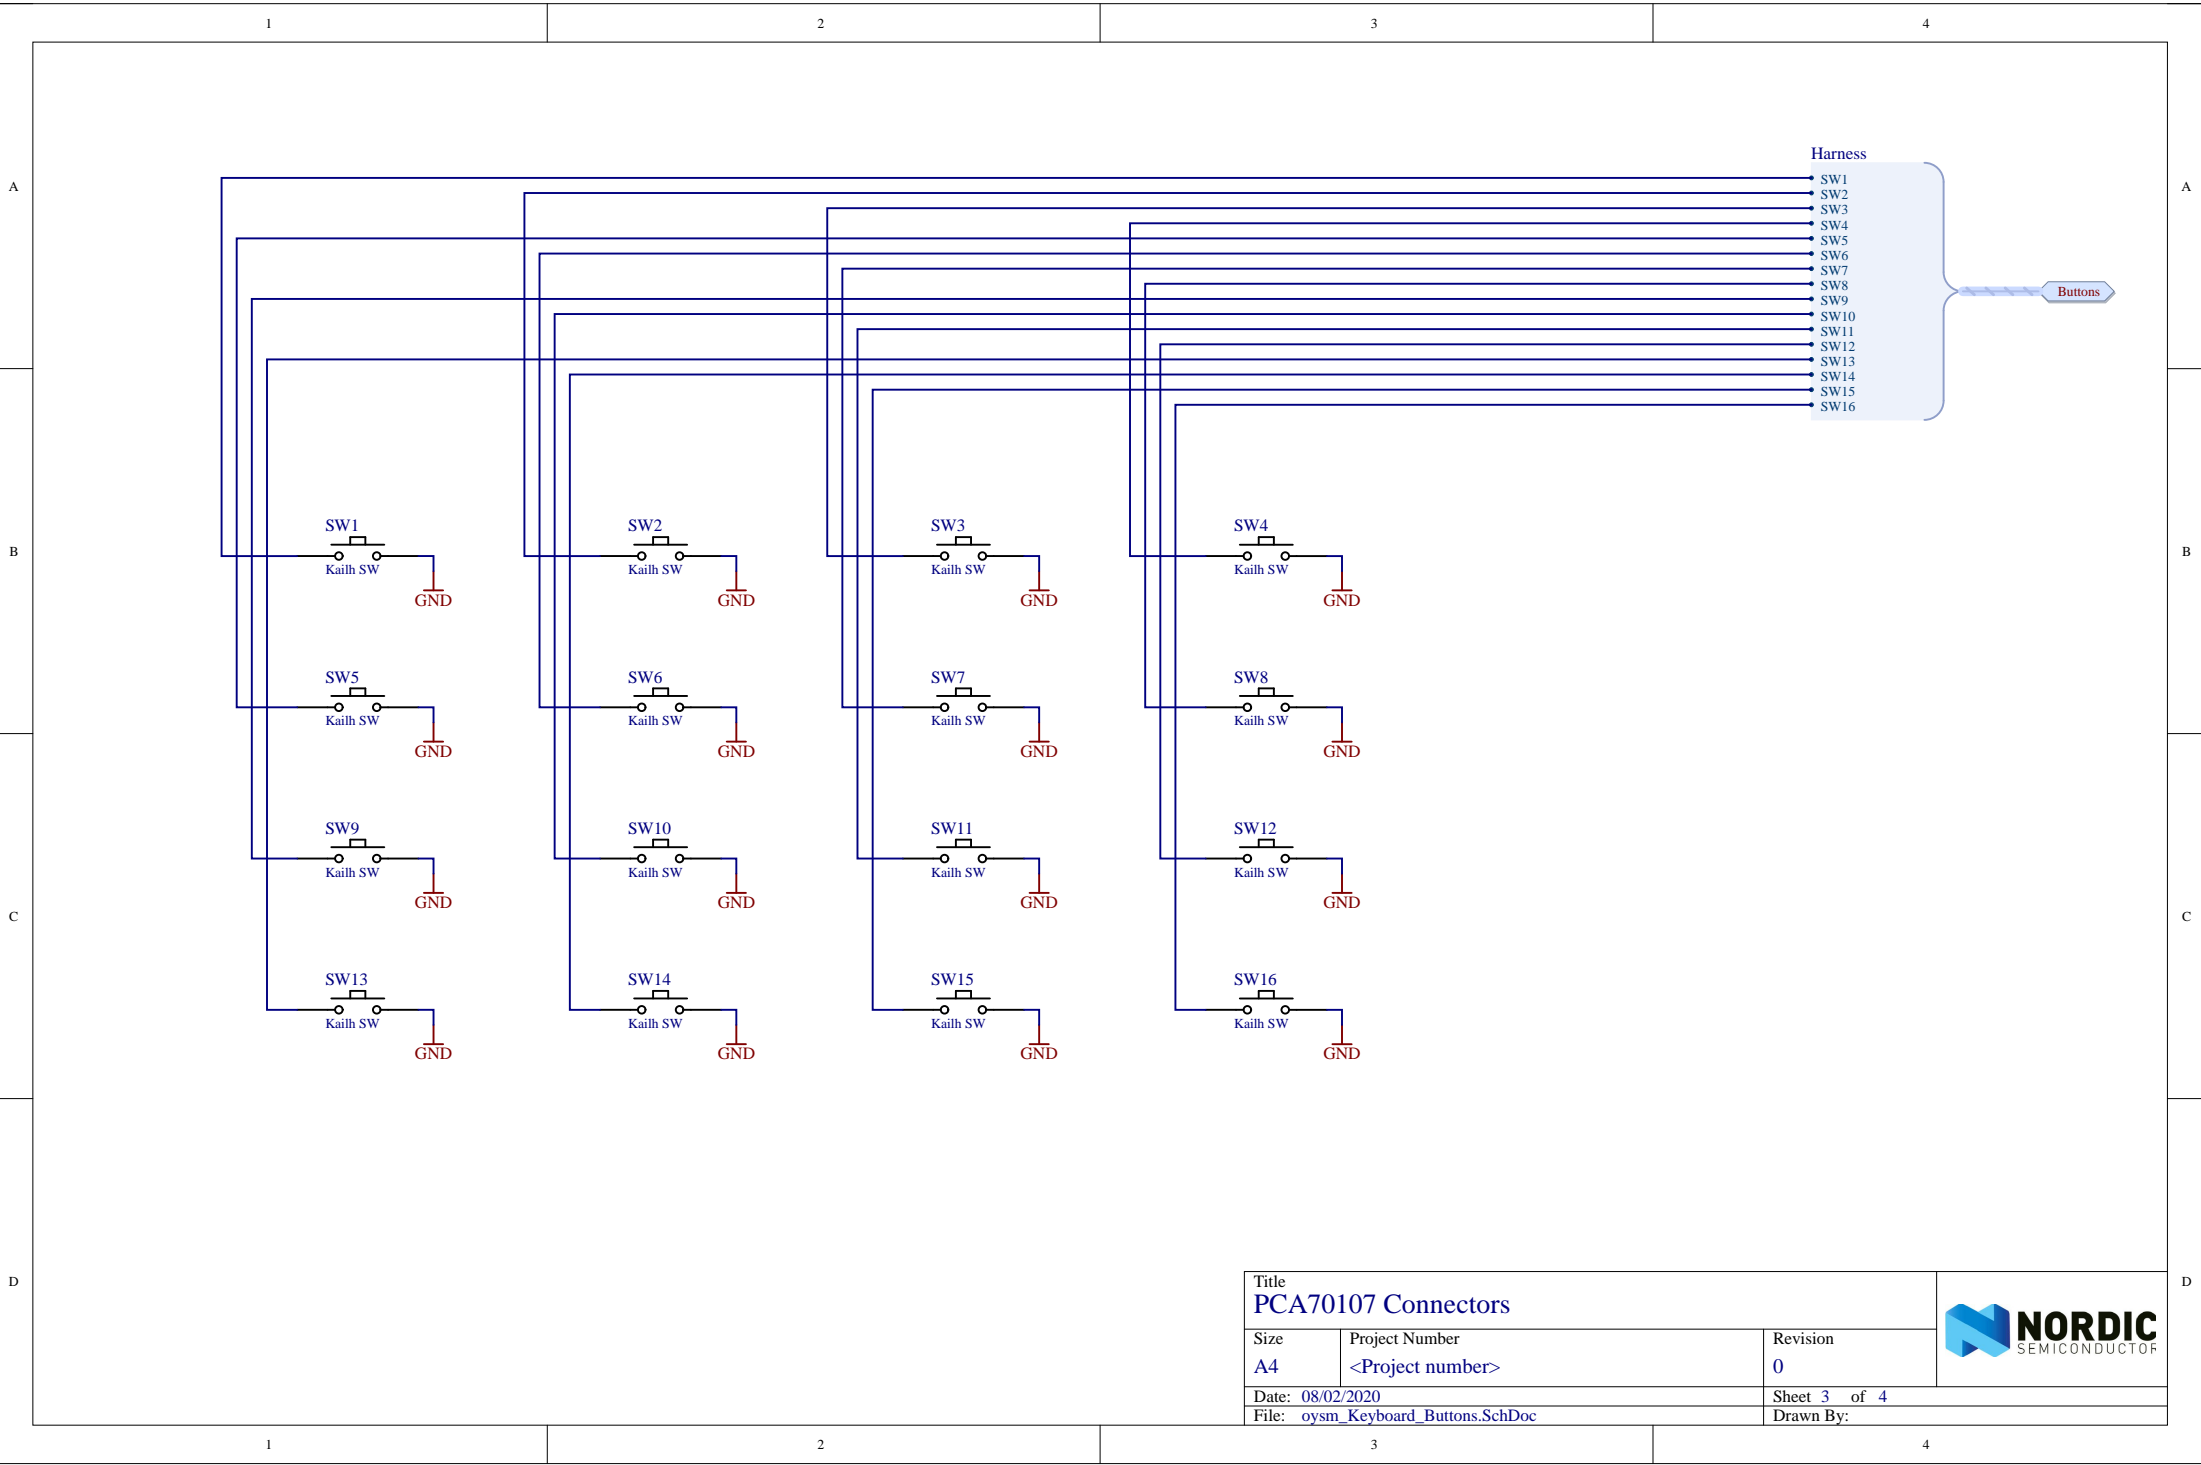 1 2 3 4
Harness
A A
SW1
SW2
SW3
SW4
SW5
SW6
SW7
SW8
Buttons
SW9
SW10
SW11
SW12
SW13
SW14
SW15
SW16
SW1 SW2 SW3 SW4
B B
Kailh SW Kailh SW Kailh SW Kailh SW
GND GND GND GND
SW5 SW6 SW7 SW8
Kailh SW Kailh SW Kailh SW Kailh SW
GND GND GND GND
SW9 SW10 SW11 SW12
Kailh SW Kailh SW Kailh SW Kailh SW
GND GND GND GND
C C
SW13 SW14 SW15 SW16
Kailh SW Kailh SW Kailh SW Kailh SW
GND GND GND GND
D D
Title
PCA70107 Connectors
Size Project Number Revision
A4 <Project number> 0
NORDIC
SEMICONDUCTOR
Date: 08/02/2020 Sheet 3 of 4
File: oysm_Keyboard_Buttons.SchDoc Drawn By:
1 2 3 4